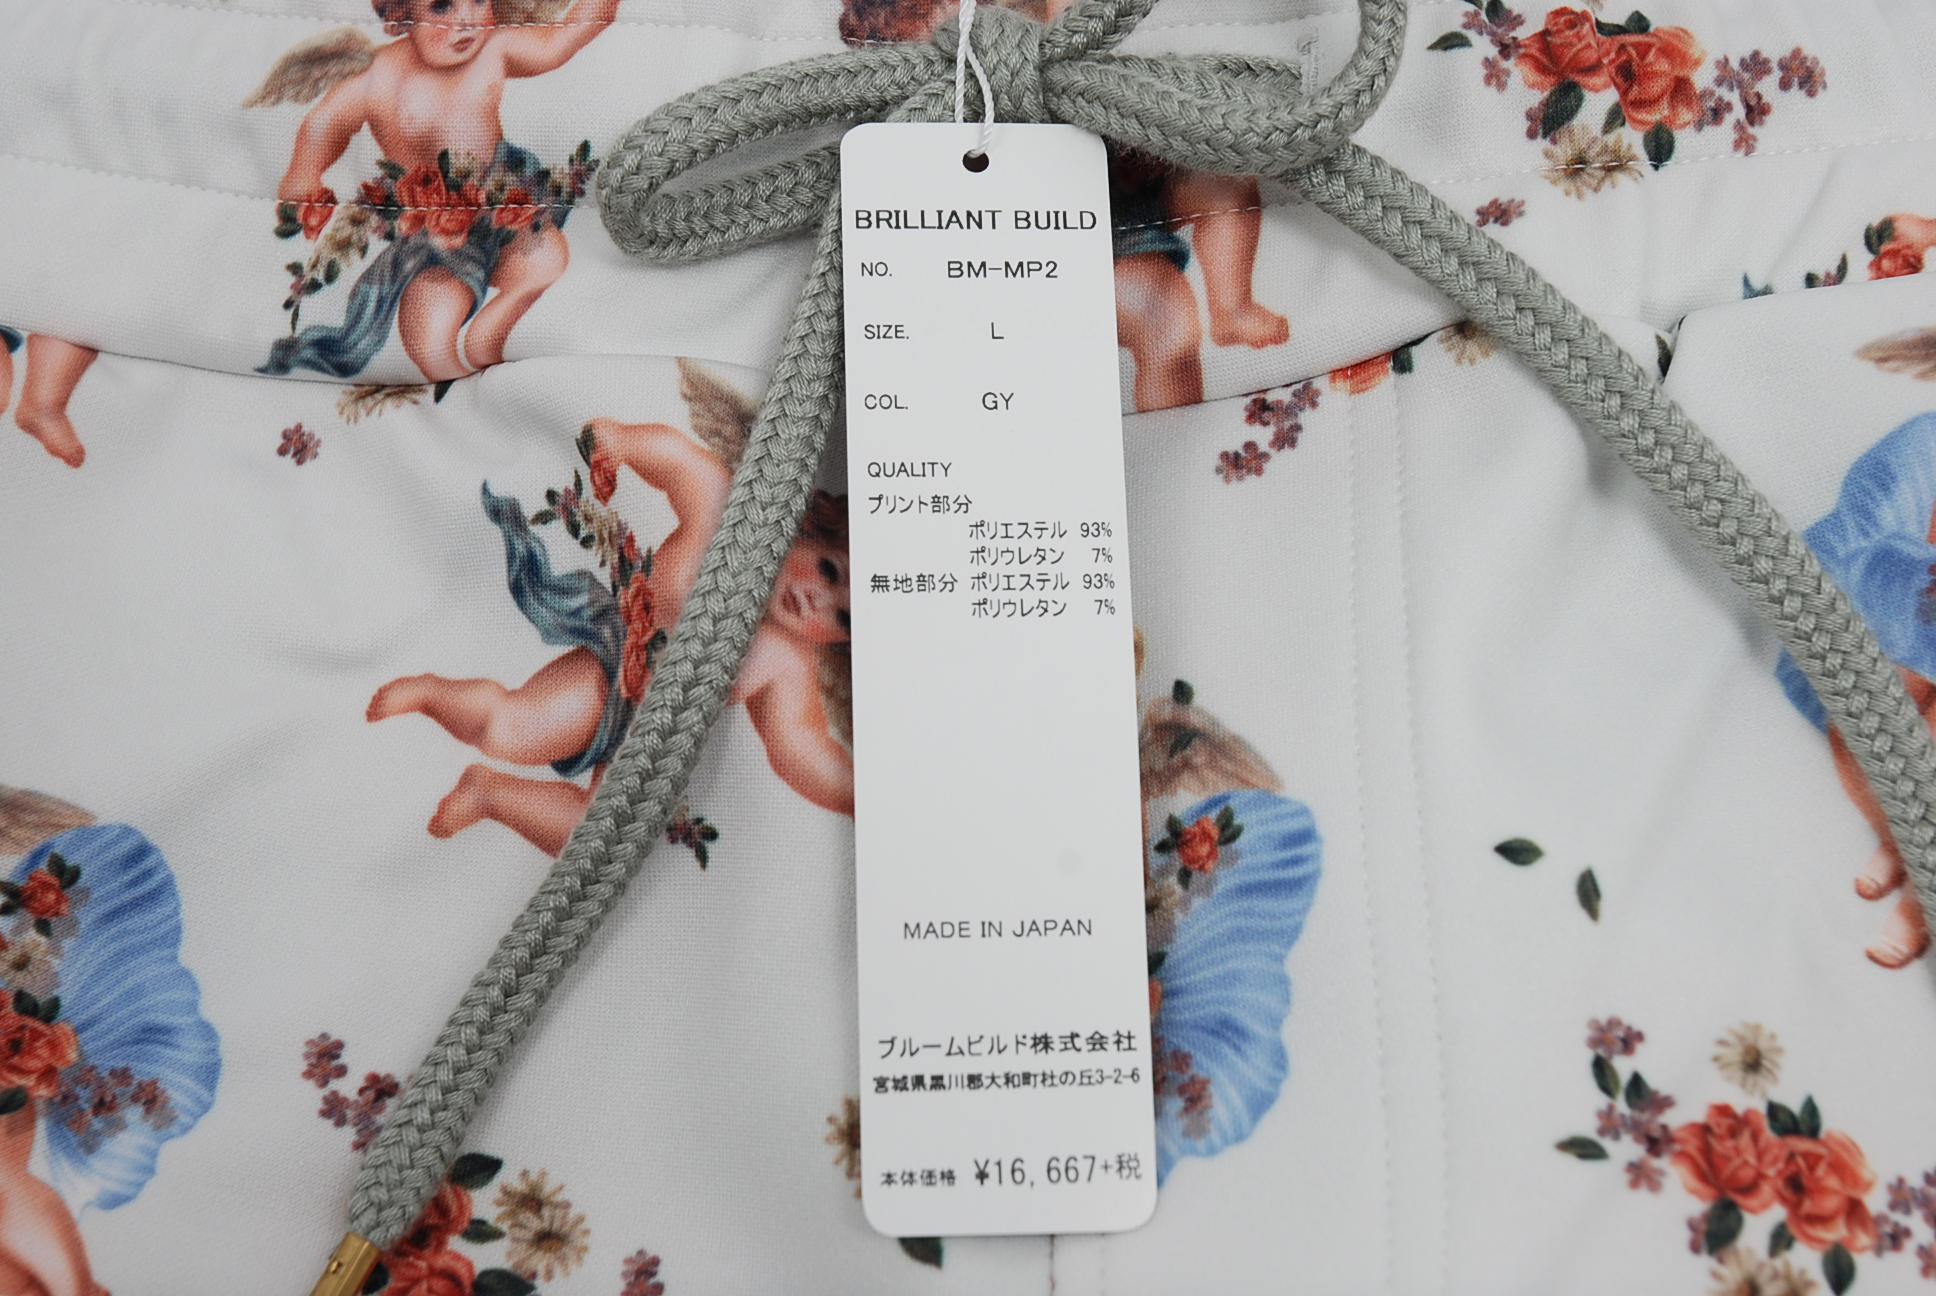 BRILLIANT BUILD
NO. BM-MP2
SIZE. L
COL. GY
QUALITY
プリント部分
ポリエステル 93%
ポリウレタン 7%
無地部分 ポリエステル 93%
ポリウレタン 7%
MADE IN JAPAN
ブルームビルド株式会社
宮城県黒川郡大和町杜の丘3-2-6
本体価格 ¥16,667+税